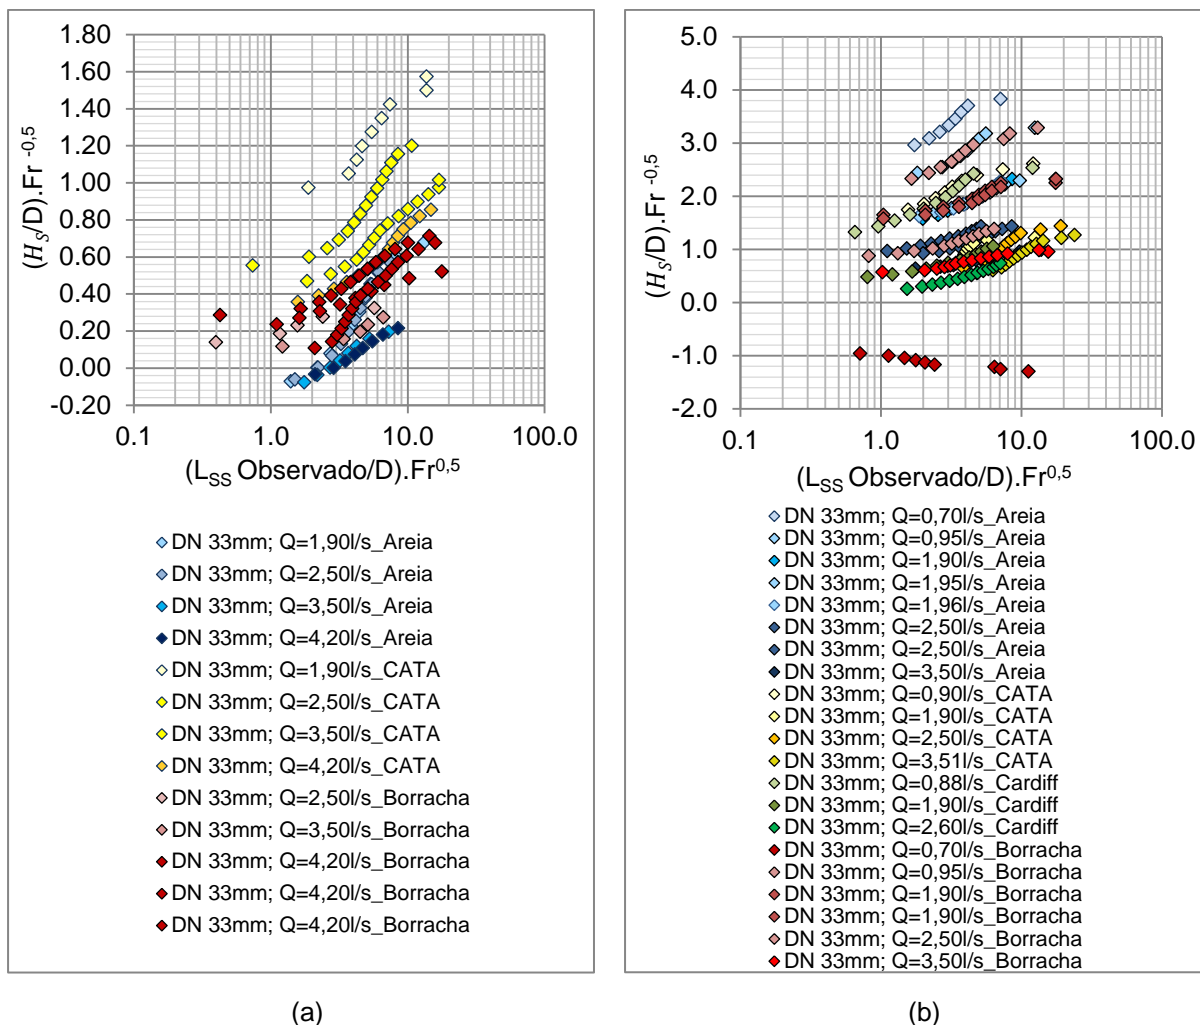 1.80
1.60
1.40
1.20
1.00
0.80
0.60
0.40
0.20
0.00
-0.20
0.1
1.0
10.0
100.0
(H_S/D).Fr ^-0,5
(L_SS Observado/D).Fr^0,5
DN 33mm; Q=1,90l/s_Areia
DN 33mm; Q=2,50l/s_Areia
DN 33mm; Q=3,50l/s_Areia
DN 33mm; Q=4,20l/s_Areia
DN 33mm; Q=1,90l/s_CATA
DN 33mm; Q=2,50l/s_CATA
DN 33mm; Q=3,50l/s_CATA
DN 33mm; Q=4,20l/s_CATA
DN 33mm; Q=2,50l/s_Borracha
DN 33mm; Q=3,50l/s_Borracha
DN 33mm; Q=4,20l/s_Borracha
DN 33mm; Q=4,20l/s_Borracha
DN 33mm; Q=4,20l/s_Borracha
(a)
5.0
4.0
3.0
2.0
1.0
0.0
-1.0
-2.0
0.1
1.0
10.0
100.0
(H_S/D).Fr ^-0,5
(L_SS Observado/D).Fr^0,5
DN 33mm; Q=0,70l/s_Areia
DN 33mm; Q=0,95l/s_Areia
DN 33mm; Q=1,90l/s_Areia
DN 33mm; Q=1,95l/s_Areia
DN 33mm; Q=1,96l/s_Areia
DN 33mm; Q=2,50l/s_Areia
DN 33mm; Q=2,50l/s_Areia
DN 33mm; Q=3,50l/s_Areia
DN 33mm; Q=0,90l/s_CATA
DN 33mm; Q=1,90l/s_CATA
DN 33mm; Q=2,50l/s_CATA
DN 33mm; Q=3,51l/s_CATA
DN 33mm; Q=0,88l/s_Cardiff
DN 33mm; Q=1,90l/s_Cardiff
DN 33mm; Q=2,60l/s_Cardiff
DN 33mm; Q=0,70l/s_Borracha
DN 33mm; Q=0,95l/s_Borracha
DN 33mm; Q=1,90l/s_Borracha
DN 33mm; Q=1,90l/s_Borracha
DN 33mm; Q=2,50l/s_Borracha
DN 33mm; Q=3,50l/s_Borracha
(b)